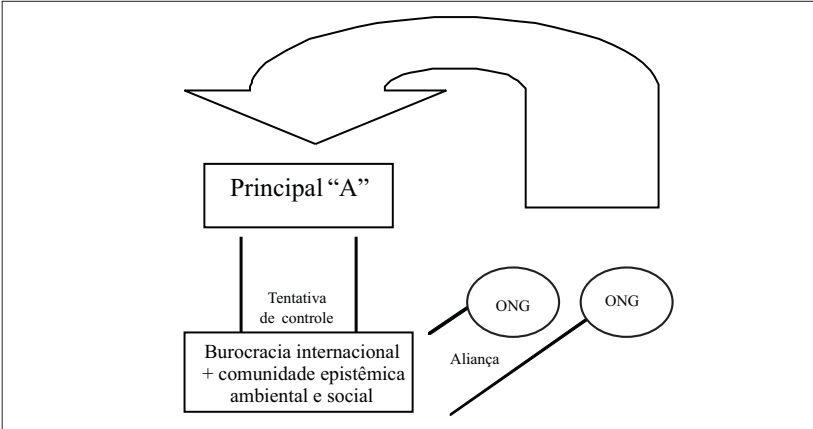 Principal “A”
Tentativa
de controle
ONG
ONG
Aliança
Burocracia internacional
+ comunidade epistêmica
ambiental e social